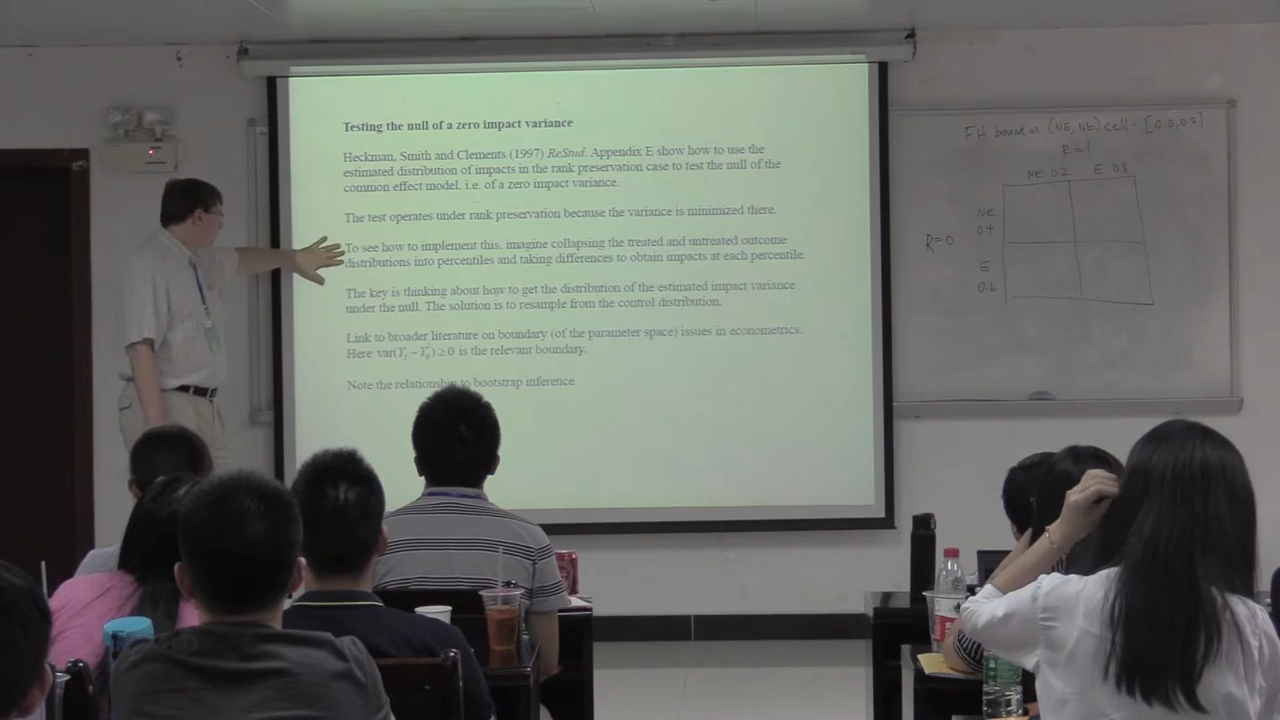 Testing the null of a zero impact variance
Heckman, Smith and Clements (1997) ReStud, Appendix E show how to use the
estimated distribution of impacts in the rank preservation case to test the null of the
common effect model, i.e. of a zero impact variance.
The test operates under rank preservation because the variance is minimized there.
To see how to implement this, imagine collapsing the treated and untreated outcome
distributions into percentiles and taking differences to obtain impacts at each percentile.
The key is thinking about how to get the distribution of the estimated impact variance
under the null. The solution is to resample from the control distribution.
Link to broader literature on boundary (of the parameter space) issues in econometrics.
Here var(Y₁ − Y₀) ≥ 0 is the relevant boundary.
Note the relationship to bootstrap inference.
FH bound on (NE, NE) cell - [0.0, 0.2]
R=1
NE 0.2 E 0.8
NE
0.4
R=0
E
0.6